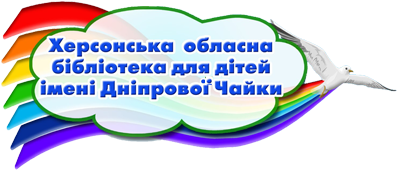 Херсонська обласна
бібліотека для дітей
імені Дніпрової Чайки